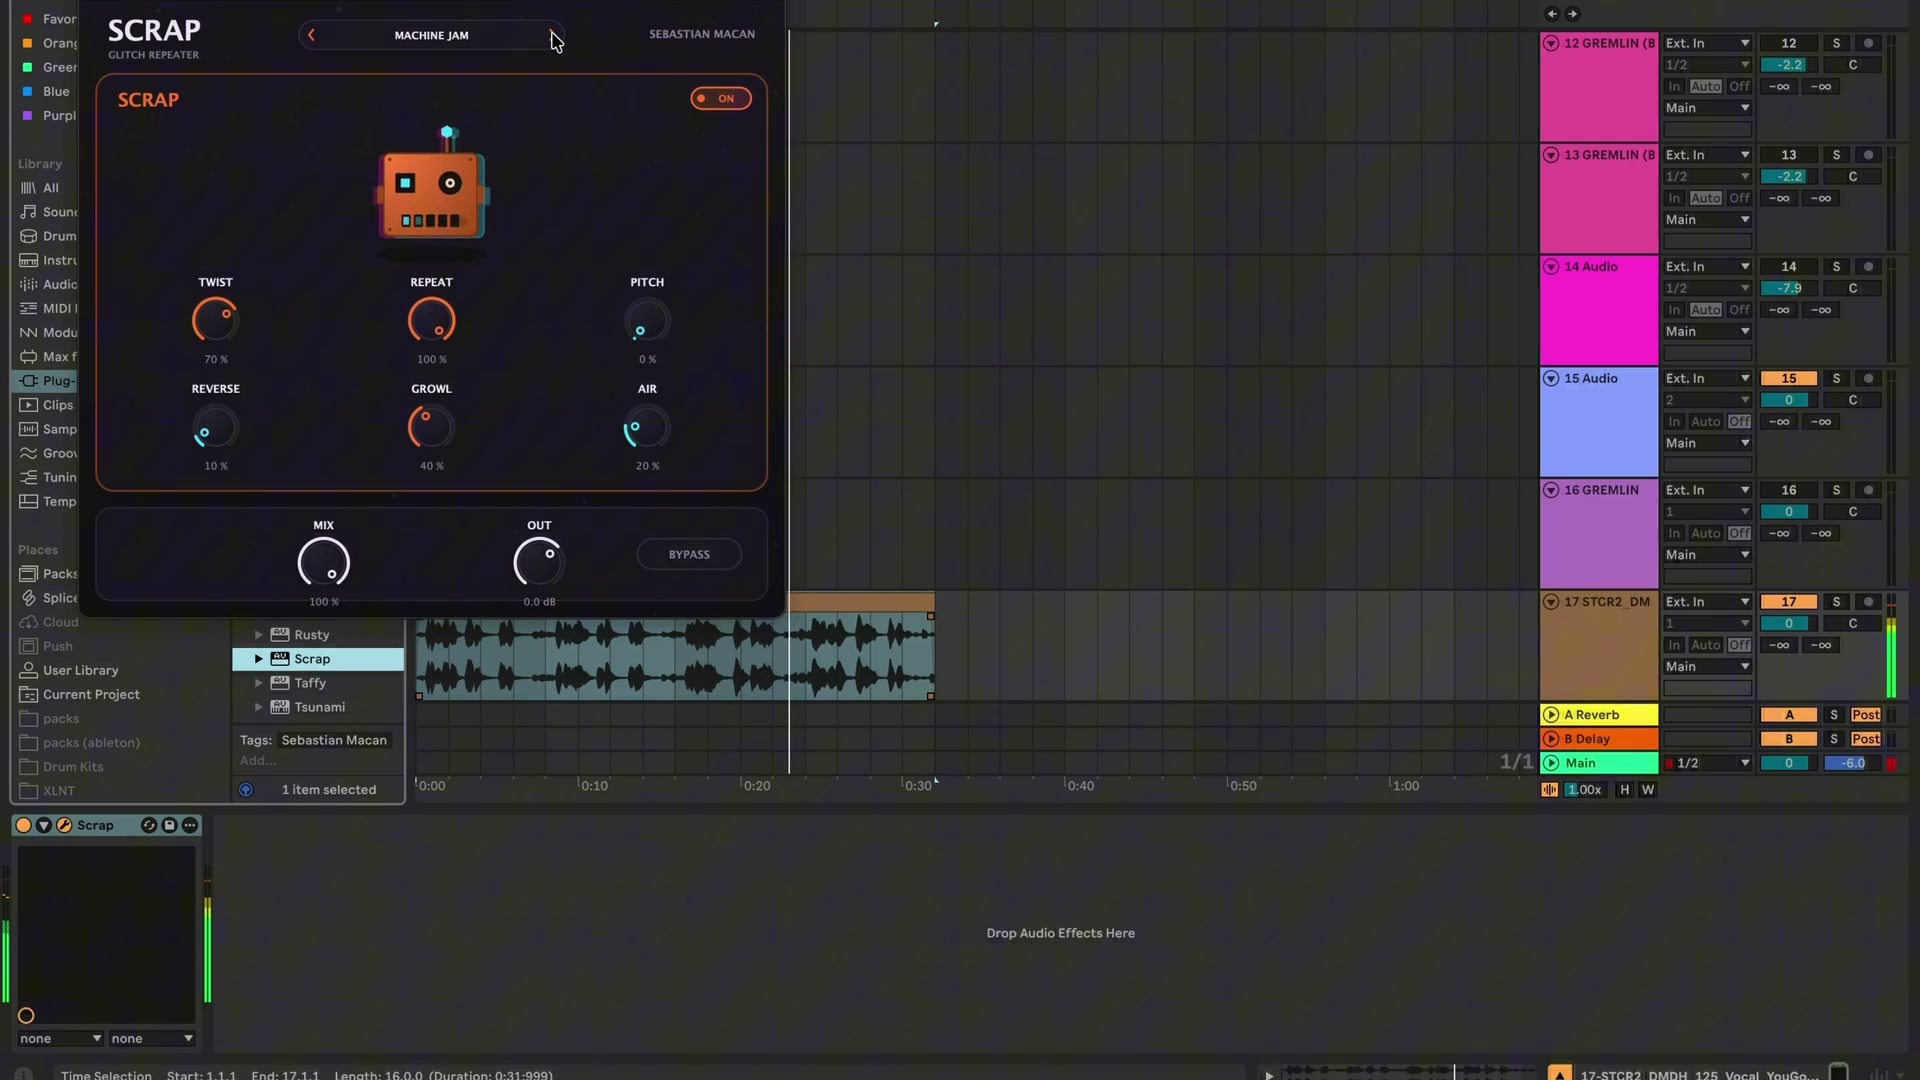 SCRAP
GLITCH REPEATER
MACHINE JAM
SEBASTIAN MACAN
SCRAP
ON
TWIST
REPEAT
PITCH
70 %
100 %
0 %
REVERSE
GROWL
AIR
10 %
40 %
20 %
MIX
OUT
BYPASS
100 %
0.0 dB
Favor
Orang
Green
Blue
Purpl
Library
All
Soun
Drum
Instru
Audio
MIDI
Modu
Max f
Plug-
Clips
Samp
Groov
Tunin
Temp
Places
Packs
Splice
Cloud
Push
User Library
Current Project
packs
packs (ableton)
Drum Kits
XLNT
Rusty
Scrap
Taffy
Tsunami
Tags: Sebastian Macan
Add...
1 item selected
0:00 0:10 0:20 0:30 0:40 0:50 1:00
1/1
12 GREMLIN (B Ext. In 12 S
1/2 -2.2 C
In Auto Off -∞ -∞
Main
13 GREMLIN (B Ext. In 13 S
1/2 -2.2 C
In Auto Off -∞ -∞
Main
14 Audio Ext. In 14 S
1/2 -7.9 C
In Auto Off -∞ -∞
Main
15 Audio Ext. In 15 S
2 0 C
In Auto Off -∞ -∞
Main
16 GREMLIN Ext. In 16 S
1 0 C
In Auto Off -∞ -∞
Main
17 STCR2_DM Ext. In 17 S
1 0 C
In Auto Off -∞ -∞
Main
A Reverb A S Post
B Delay B S Post
Main 1/2 0 -6.0
1.00x H W
Scrap
none none
Drop Audio Effects Here
Time Selection Start: 1.1.1 End: 17.1.1 Length: 16.0.0 (Duration: 0:31:999)
17-STCR2_DMDH_125_Vocal_YouGo...